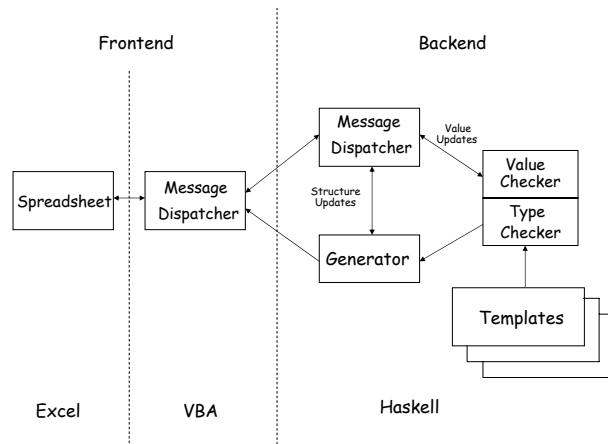 Frontend
Backend
Message
Dispatcher
Value
Updates
Value
Checker
Type
Checker
Spreadsheet
Message
Dispatcher
Structure
Updates
Generator
Templates
Excel
VBA
Haskell